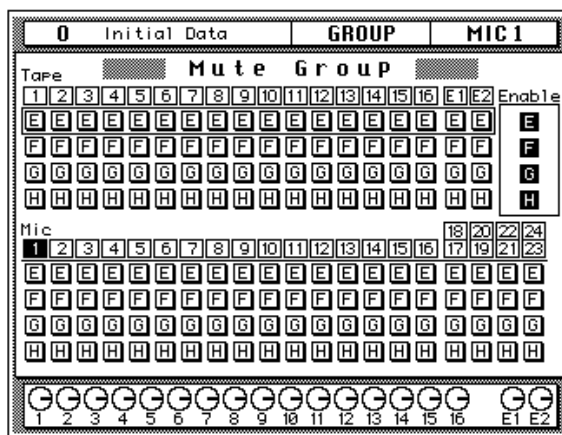 0 Initial Data GROUP MIC 1
Mute Group
Tape
1 2 3 4 5 6 7 8 9 10 11 12 13 14 15 16 E1 E2 Enable
E E E E E E E E E E E E E E E E E E E
F F F F F F F F F F F F F F F F F F F
G G G G G G G G G G G G G G G G G G G
H H H H H H H H H H H H H H H H H H H
Mic
18 20 22 24
1 2 3 4 5 6 7 8 9 10 11 12 13 14 15 16 17 19 21 23
E E E E E E E E E E E E E E E E E E E E
F F F F F F F F F F F F F F F F F F F F
G G G G G G G G G G G G G G G G G G G G
H H H H H H H H H H H H H H H H H H H H
1 2 3 4 5 6 7 8 9 10 11 12 13 14 15 16 E1 E2